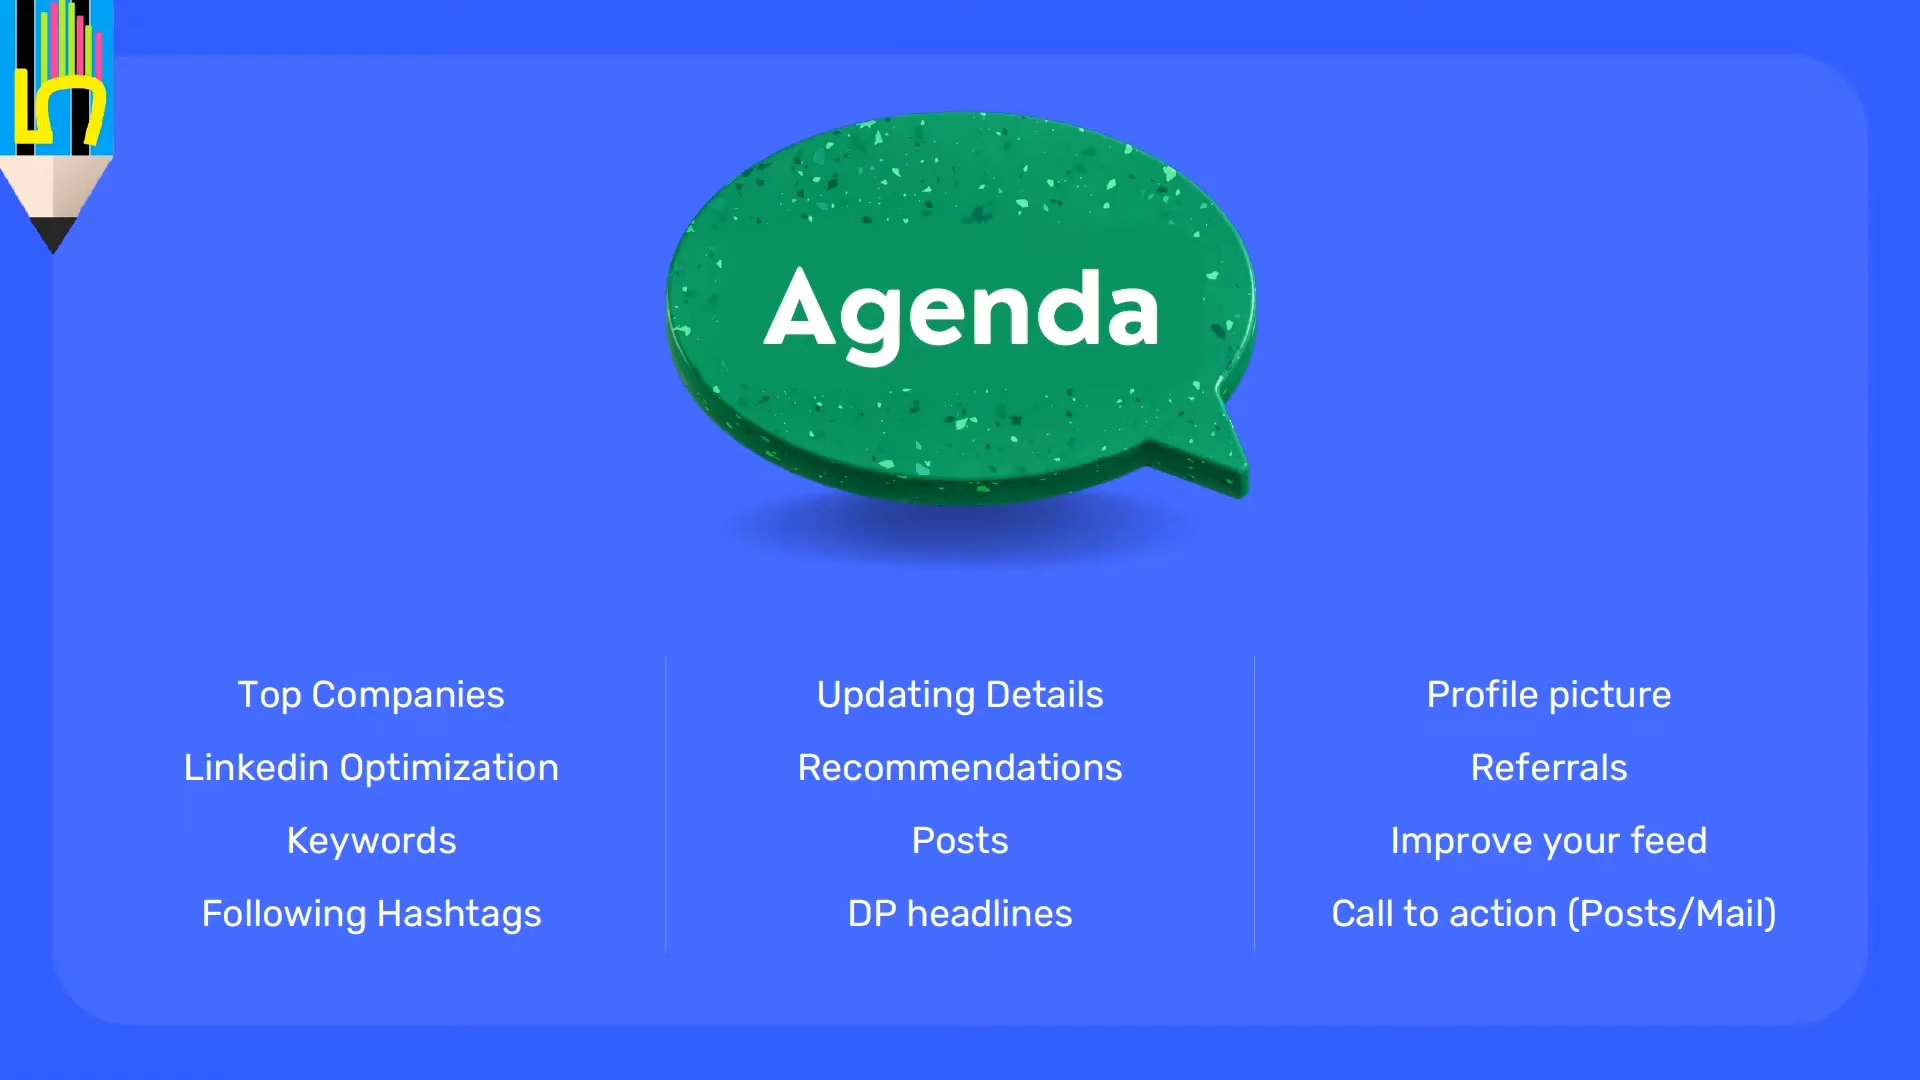 Agenda
Top Companies
Linkedin Optimization
Keywords
Following Hashtags
Updating Details
Recommendations
Posts
DP headlines
Profile picture
Referrals
Improve your feed
Call to action (Posts/Mail)